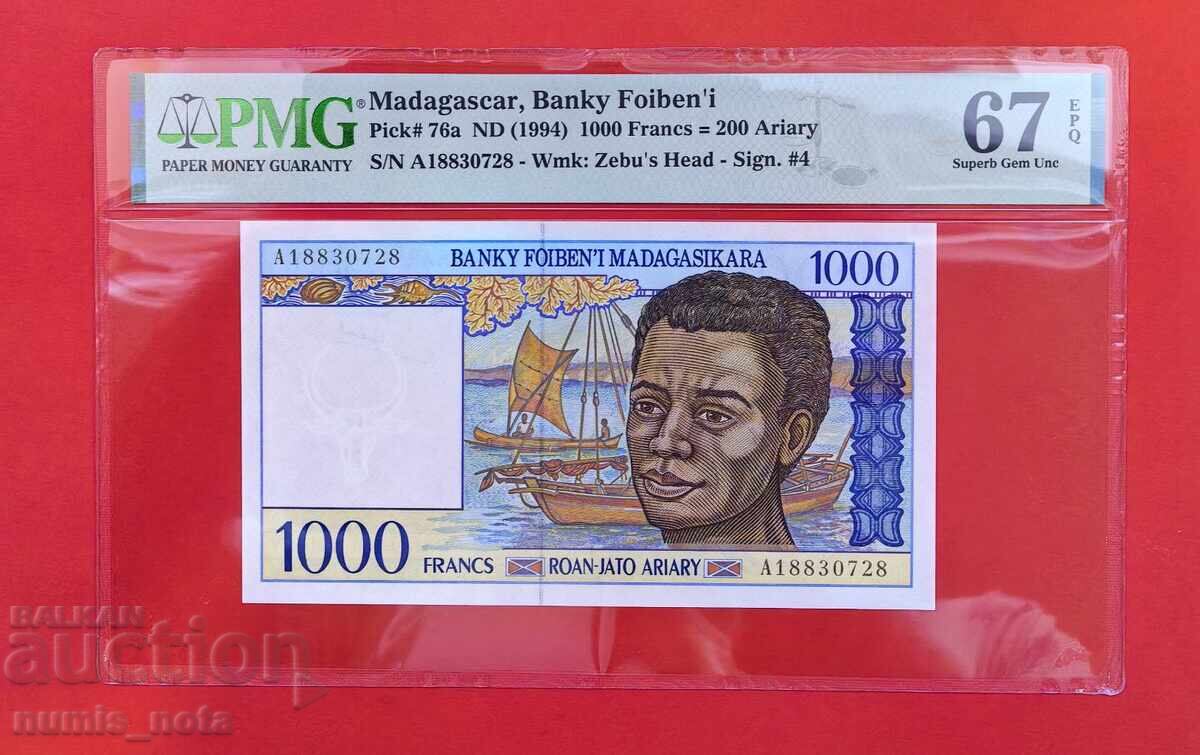 PMG®
PAPER MONEY GUARANTY
Madagascar, Banky Foiben'i
Pick# 76a ND (1994) 1000 Francs = 200 Ariary
S/N A18830728 - Wmk: Zebu's Head - Sign. #4
67
EPQ
Superb Gem Unc
A18830728
BANKY FOIBEN'I MADAGASIKARA
1000
1000
FRANCS
ROAN-JATO ARIARY
A18830728
BALKAN
auction
numis_nota